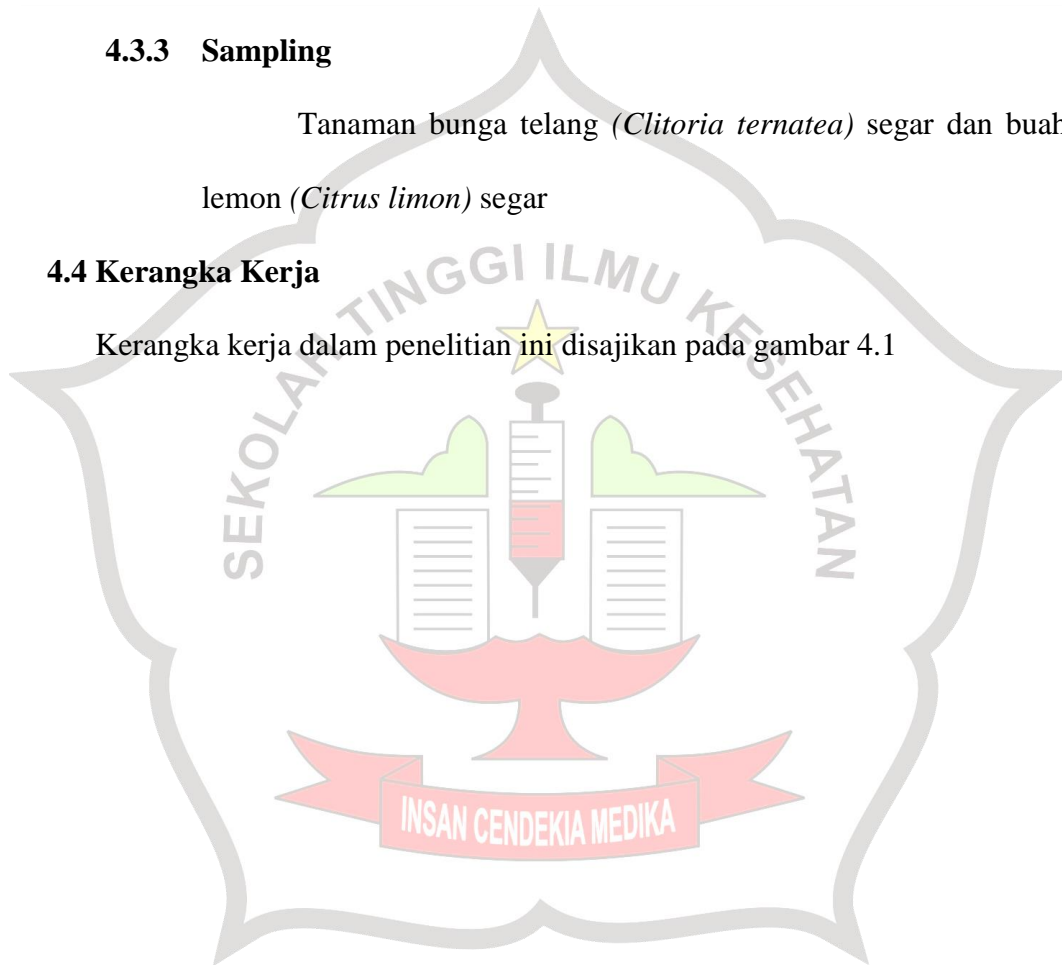 4.3.3 Sampling
Tanaman bunga telang (Clitoria ternatea) segar dan buah
lemon (Citrus limon) segar
4.4 Kerangka Kerja
Kerangka kerja dalam penelitian ini disajikan pada gambar 4.1
SEKOLAH TINGGI ILMU KESEHATAN
INSAN CENDEKIA MEDIKA